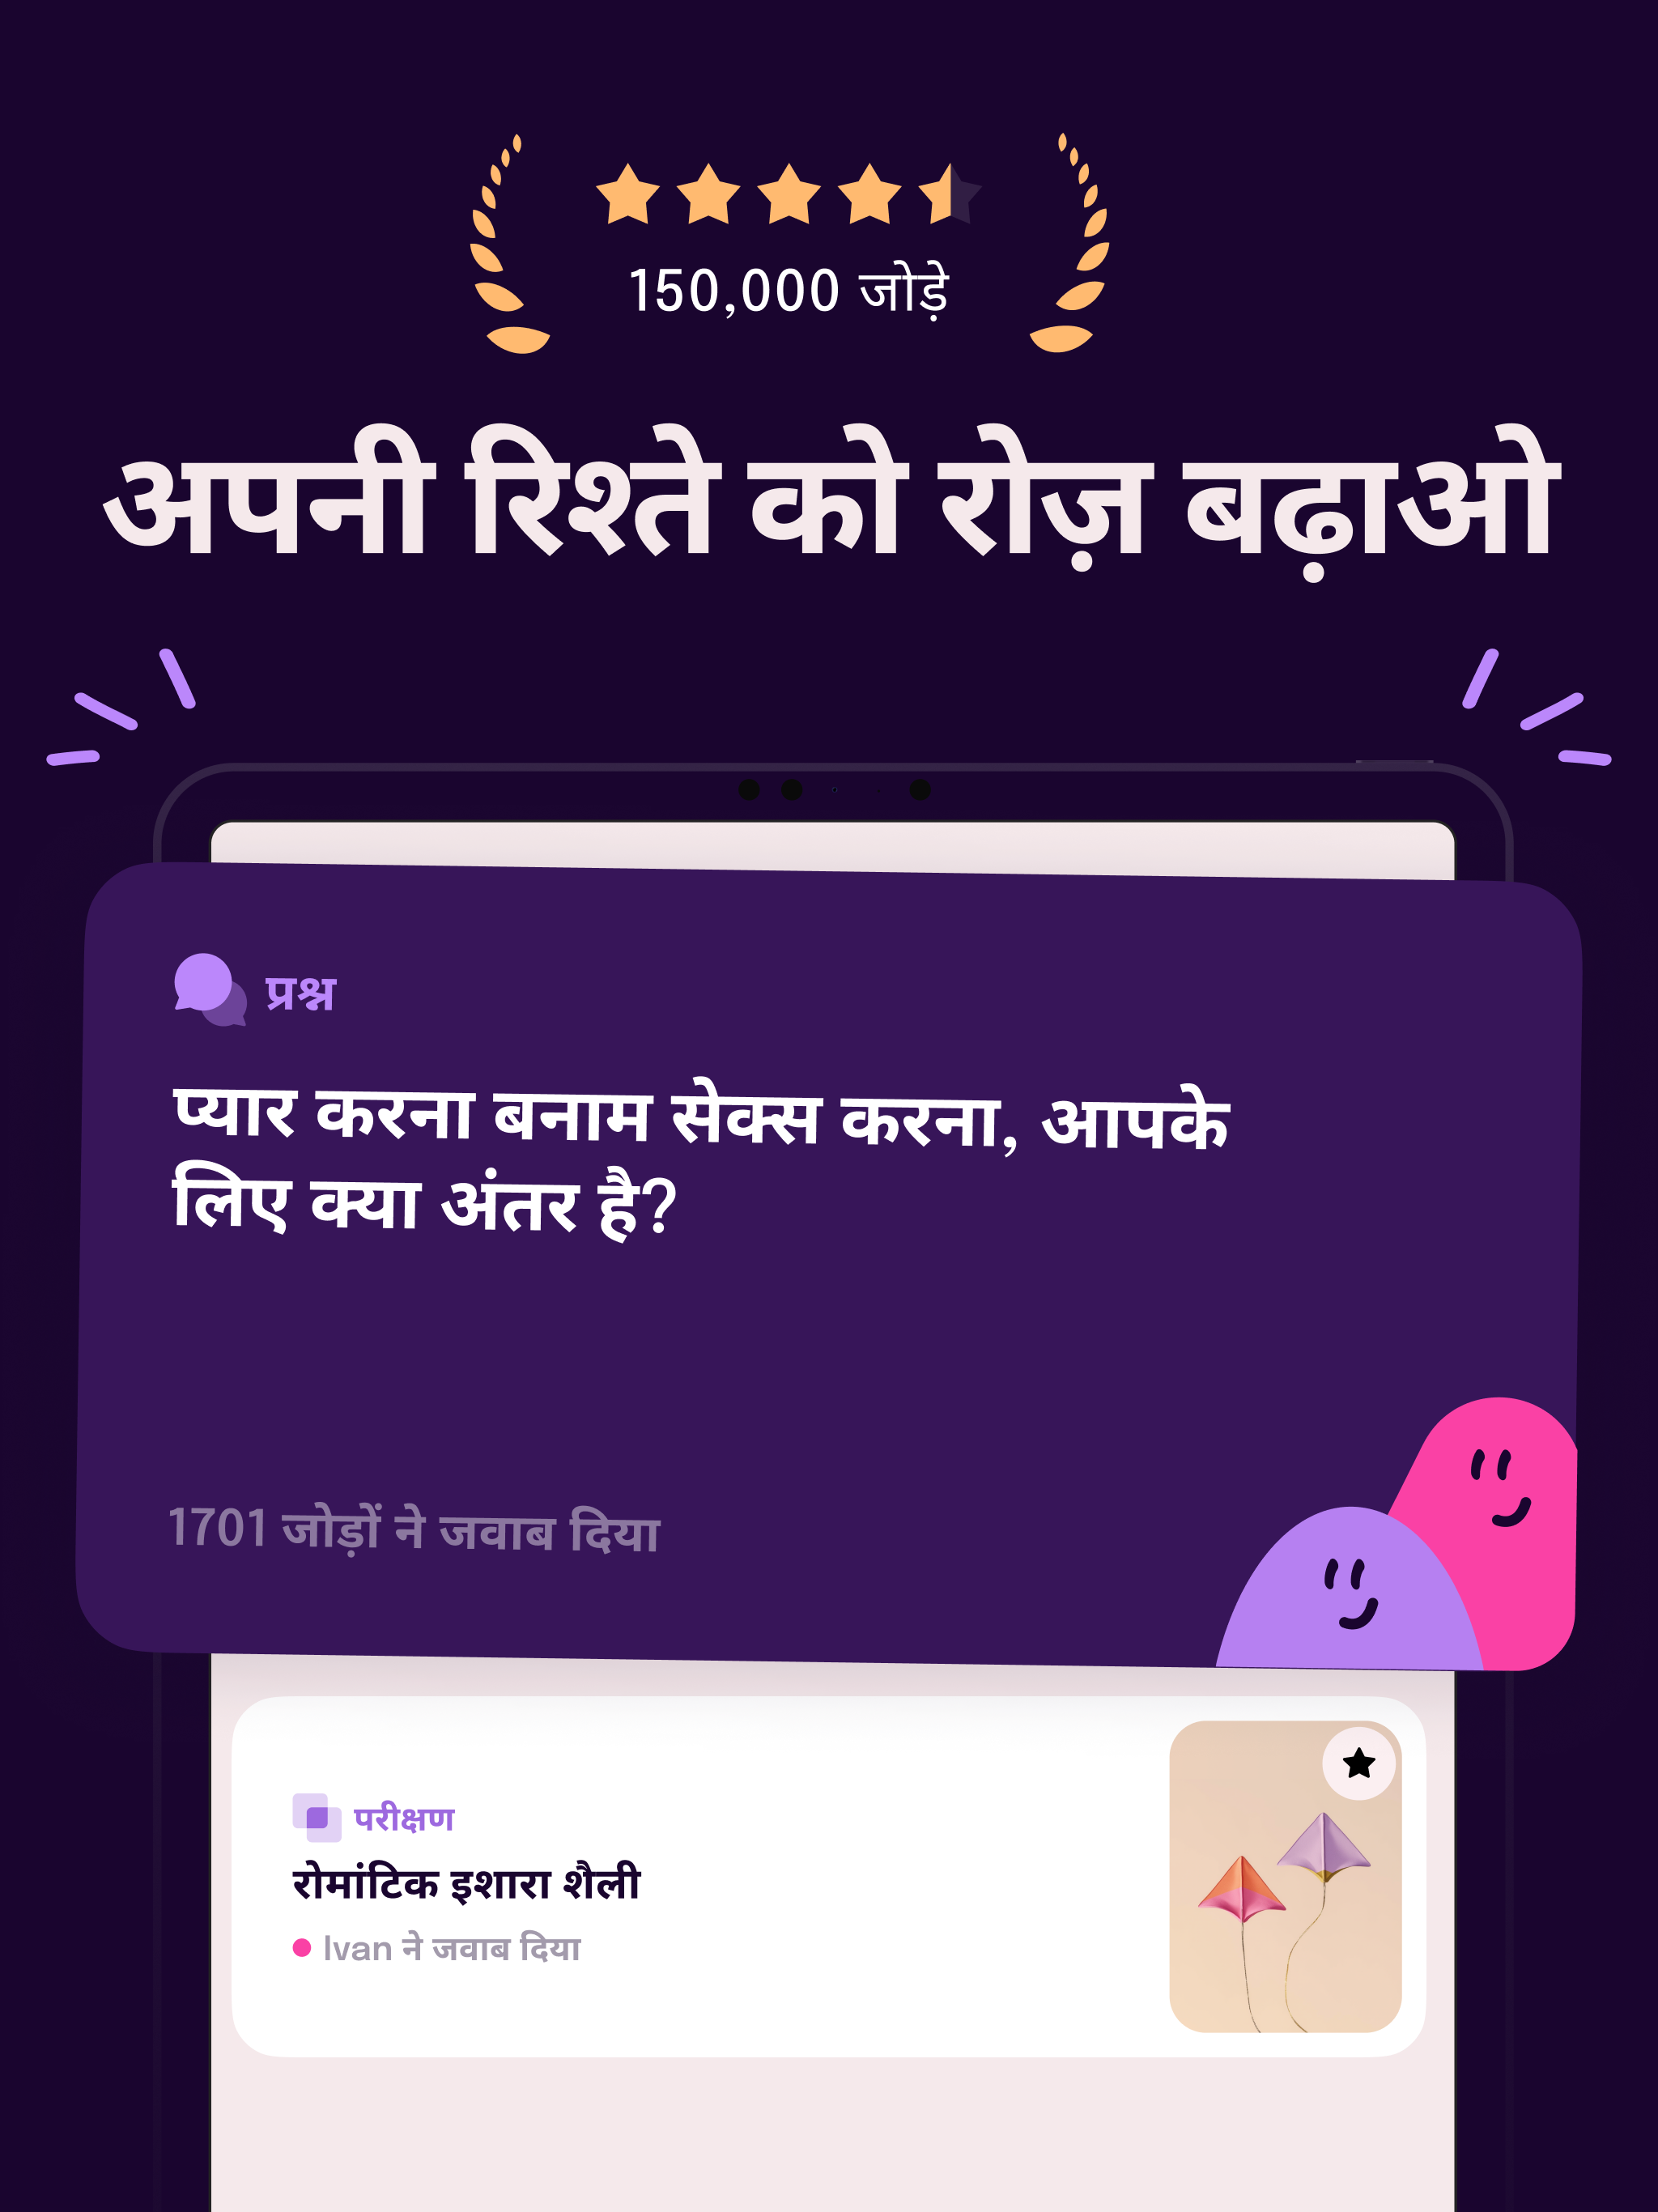 150,000 जोड़े
अपनी रिश्ते को रोज़ बढ़ाओ
प्रश्न
प्यार करना बनाम सेक्स करना, आपके
लिए क्या अंतर है?
1701 जोड़ों ने जवाब दिया
परीक्षण
रोमांटिक इशारा शैली
Ivan ने जवाब दिया